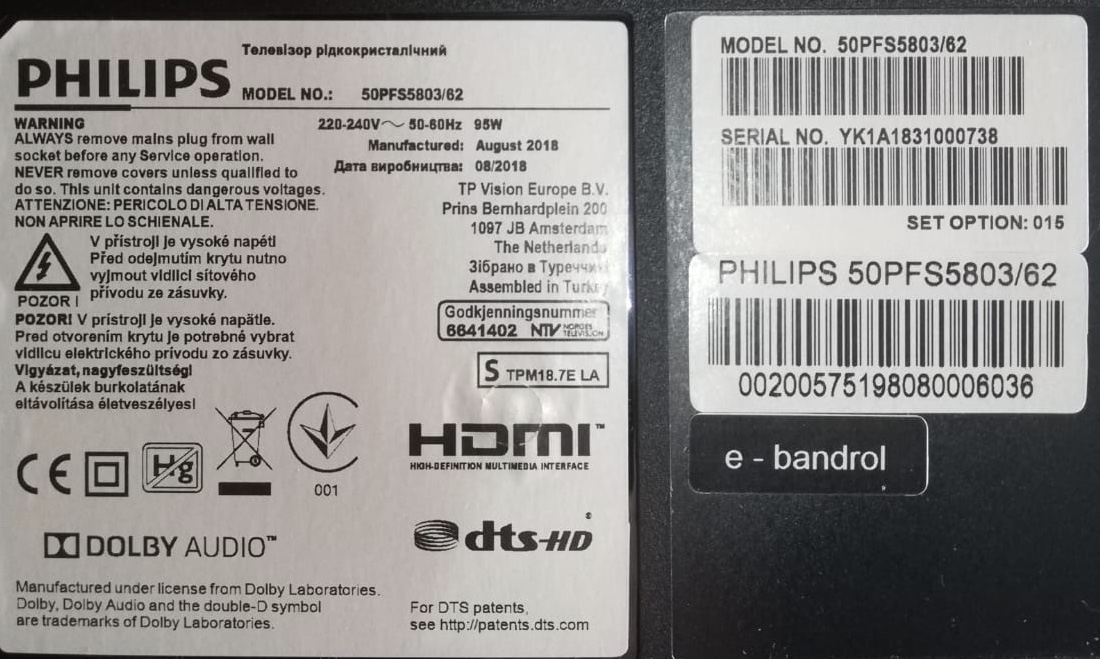 Телевізор рідкокристалічний
PHILIPS
MODEL NO.: 50PFS5803/62
WARNING
ALWAYS remove mains plug from wall
socket before any Service operation.
NEVER remove covers unless qualified to
do so. This unit contains dangerous voltages.
ATTENZIONE: PERICOLO DI ALTA TENSIONE.
NON APRIRE LO SCHIENALE.
V přístroji je vysoké napětí
Před odejmutím krytu nutno
vyjmout vidlici síťového
přívodu ze zásuvky.
POZOR !
POZOR! V prístroji je vysoké napätie.
Pred otvorením krytu je potrebné vybrat
vidlicu elektrického prívodu zo zásuvky.
Vigyázat, nagyfeszültség!
A készülek burkolatának
eltávolítása életveszélyes!
220-240V～ 50-60Hz 95W
Manufactured: August 2018
Дата виробництва: 08/2018
TP Vision Europe B.V.
Prins Bernhardplein 200
1097 JB Amsterdam
The Netherlands
Зібрано в Туреччині
Assembled in Turkey
Godkjenningsnummer
6641402 NTV NORGES
TELEVISJON
S TPM18.7E LA
CE
Hg
001
HDMI™
HIGH-DEFINITION MULTIMEDIA INTERFACE
DOLBY AUDIO™
dts-HD®
Manufactured under license from Dolby Laboratories.
Dolby, Dolby Audio and the double-D symbol
are trademarks of Dolby Laboratories.
For DTS patents,
see http://patents.dts.com
MODEL NO. 50PFS5803/62
SERIAL NO. YK1A1831000738
SET OPTION: 015
PHILIPS 50PFS5803/62
00200575198080006036
e - bandrol